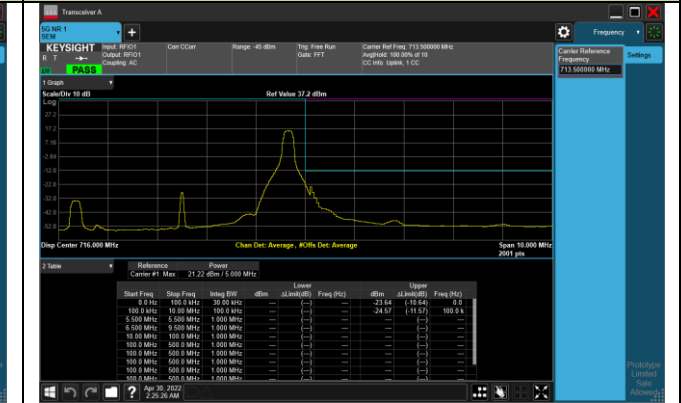 Transceiver A
5G NR 1
SEM
+
Frequency
KEYSIGHT
R T
PASS
Input: RFIO1
Output: RFIO1
Coupling: AC
Corr CCorr
Range: -45 dBm
Trig: Free Run
Gate: FFT
Carrier Ref Freq: 713.500000 MHz
Avg|Hold: 100.00% of 10
CC Info: Uplink, 1 CC
Carrier Reference
Frequency
713.500000 MHz
Settings
1 Graph
Scale/Div 10 dB
Ref Value 37.2 dBm
Log
27.2
17.2
7.19
-2.84
-12.8
-22.8
-32.8
-42.8
-52.8
Disp Center 716.000 MHz
Chan Det: Average , #Offs Det: Average
Span 10.000 MHz
2001 pts
2 Table
Reference Power
Carrier #1 Max 21.22 dBm / 5.000 MHz
Lower Upper
Start Freq Stop Freq Integ BW dBm ΔLimit(dB) Freq (Hz) dBm ΔLimit(dB) Freq (Hz)
0.0 Hz 100.0 kHz 30.00 kHz --- (---) --- -23.64 (-10.64) 0.0
100.0 kHz 10.00 MHz 100.0 kHz --- (---) --- -24.57 (-11.57) 100.0 k
5.500 MHz 5.500 MHz 1.000 MHz --- (---) --- --- (---) ---
6.500 MHz 9.500 MHz 1.000 MHz --- (---) --- --- (---) ---
10.00 MHz 100.0 MHz 1.000 MHz --- (---) --- --- (---) ---
100.0 MHz 500.0 MHz 1.000 MHz --- (---) --- --- (---) ---
100.0 MHz 500.0 MHz 1.000 MHz --- (---) --- --- (---) ---
100.0 MHz 500.0 MHz 1.000 MHz --- (---) --- --- (---) ---
100.0 MHz 500.0 MHz 1.000 MHz --- (---) --- --- (---) ---
Prototype
Limited
Sale
Allowed
?
Apr 30, 2022
2:25:26 AM